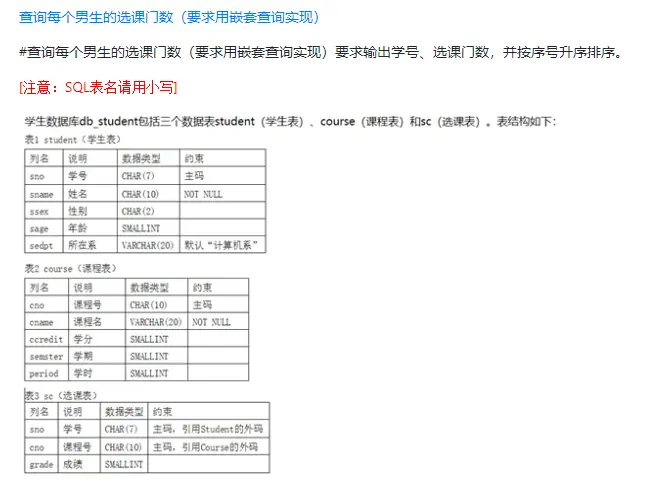 查询每个男生的选课门数（要求用嵌套查询实现）
#查询每个男生的选课门数（要求用嵌套查询实现）要求输出学号、选课门数，并按序号升序排序。
[注意：SQL表名请用小写]
学生数据库db_student包括三个数据表student（学生表）、course（课程表）和sc（选课表）。表结构如下：
表1 student（学生表）
列名 说明 数据类型 约束
sno 学号 CHAR(7) 主码
sname 姓名 CHAR(10) NOT NULL
ssex 性别 CHAR(2)
sage 年龄 SMALLINT
sedpt 所在系 VARCHAR(20) 默认“计算机系”
表2 course（课程表）
列名 说明 数据类型 约束
cno 课程号 CHAR(10) 主码
cname 课程名 VARCHAR(20) NOT NULL
ccredit 学分 SMALLINT
semster 学期 SMALLINT
period 学时 SMALLINT
表3 sc（选课表）
列名 说明 数据类型 约束
sno 学号 CHAR(7) 主码，引用Student的外码
cno 课程号 CHAR(10) 主码，引用Course的外码
grade 成绩 SMALLINT